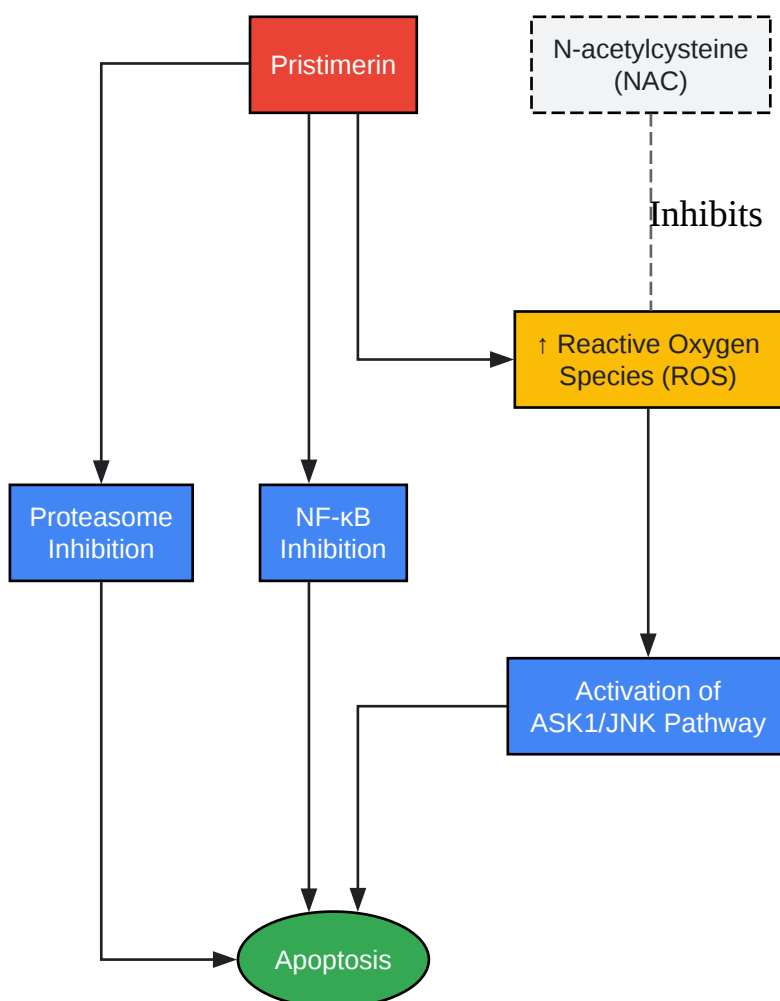 Pristimerin
N-acetylcysteine
(NAC)
Inhibits
↑ Reactive Oxygen
Species (ROS)
Proteasome
Inhibition
NF-κB
Inhibition
Activation of
ASK1/JNK Pathway
Apoptosis